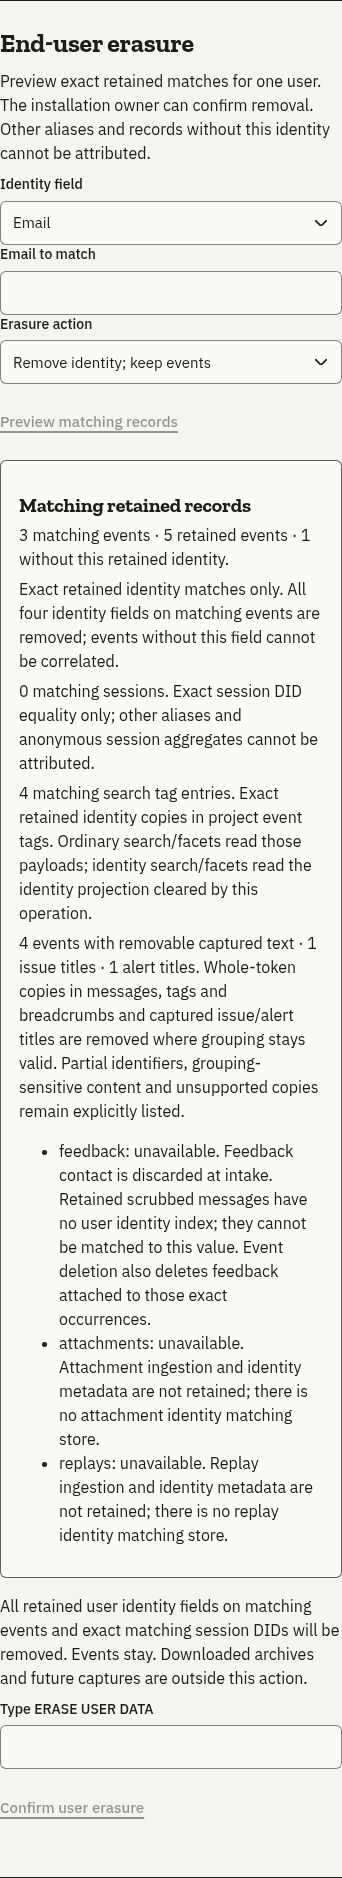 End-user erasure
Preview exact retained matches for one user.
The installation owner can confirm removal.
Other aliases and records without this identity
cannot be attributed.
Identity field
Email
Email to match
Erasure action
Remove identity; keep events
Preview matching records
Matching retained records
3 matching events · 5 retained events · 1
without this retained identity.
Exact retained identity matches only. All
four identity fields on matching events are
removed; events without this field cannot
be correlated.
0 matching sessions. Exact session DID
equality only; other aliases and
anonymous session aggregates cannot be
attributed.
4 matching search tag entries. Exact
retained identity copies in project event
tags. Ordinary search/facets read those
payloads; identity search/facets read the
identity projection cleared by this
operation.
4 events with removable captured text · 1
issue titles · 1 alert titles. Whole-token
copies in messages, tags and
breadcrumbs and captured issue/alert
titles are removed where grouping stays
valid. Partial identifiers, grouping-
sensitive content and unsupported copies
remain explicitly listed.
• feedback: unavailable. Feedback
contact is discarded at intake.
Retained scrubbed messages have
no user identity index; they cannot
be matched to this value. Event
deletion also deletes feedback
attached to those exact
occurrences.
• attachments: unavailable.
Attachment ingestion and identity
metadata are not retained; there is
no attachment identity matching
store.
• replays: unavailable. Replay
ingestion and identity metadata are
not retained; there is no replay
identity matching store.
All retained user identity fields on matching
events and exact matching session DIDs will be
removed. Events stay. Downloaded archives
and future captures are outside this action.
Type ERASE USER DATA
Confirm user erasure